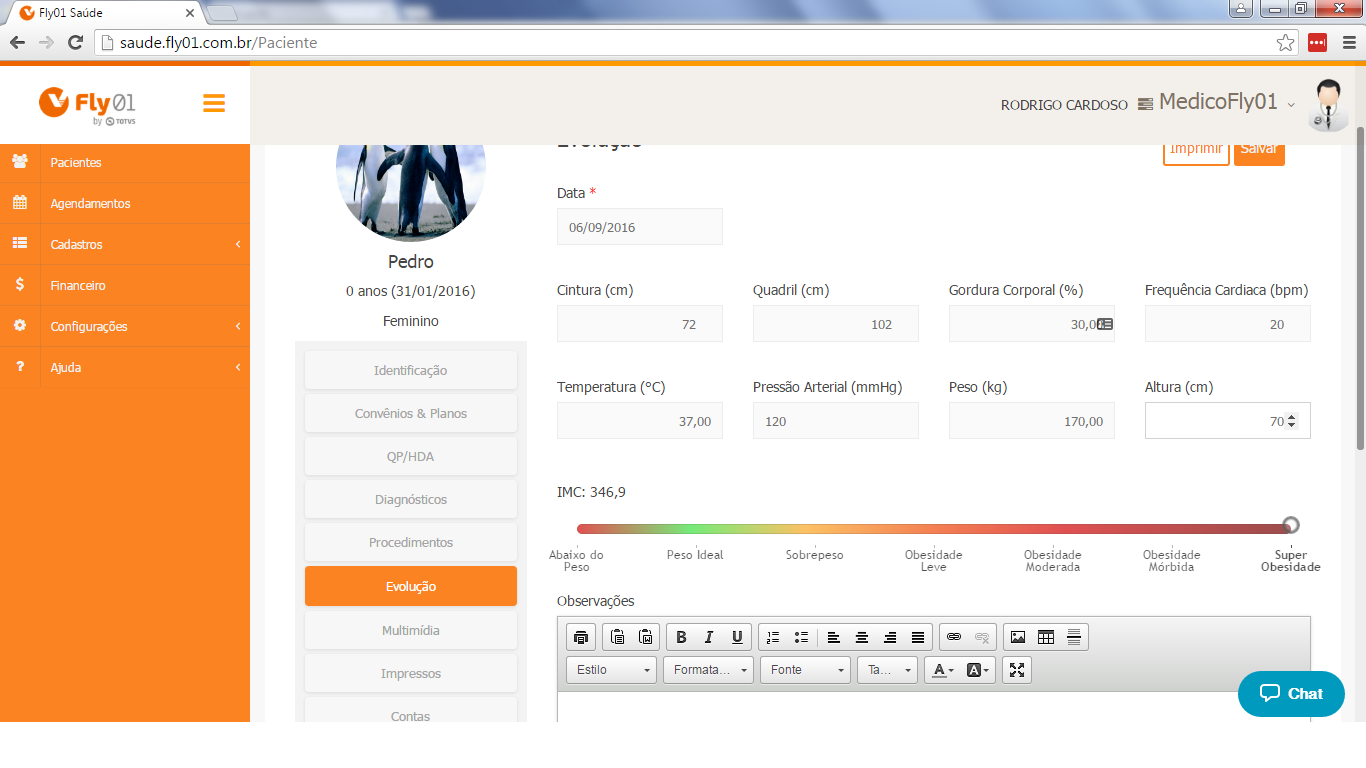 Fly01 Saúde
saude.fly01.com.br/Paciente
Fly01
by TOTVS
RODRIGO CARDOSO MedicoFly01
Pacientes
Agendamentos
Cadastros
Financeiro
Configurações
Ajuda
Pedro
0 anos (31/01/2016)
Feminino
Identificação
Convênios & Planos
QP/HDA
Diagnósticos
Procedimentos
Evolução
Multimídia
Impressos
Contas
Evolução
Imprimir Salvar
Data *
06/09/2016
Cintura (cm) Quadril (cm) Gordura Corporal (%) Frequência Cardiaca (bpm)
72 102 30,00 20
Temperatura (°C) Pressão Arterial (mmHg) Peso (kg) Altura (cm)
37,00 120 170,00 70
IMC: 346,9
Abaixo do Peso Ideal Sobrepeso Obesidade Obesidade Obesidade Super
Peso Leve Moderada Mórbida Obesidade
Observações
B I U
Estilo Formata... Fonte Ta... A A
Chat